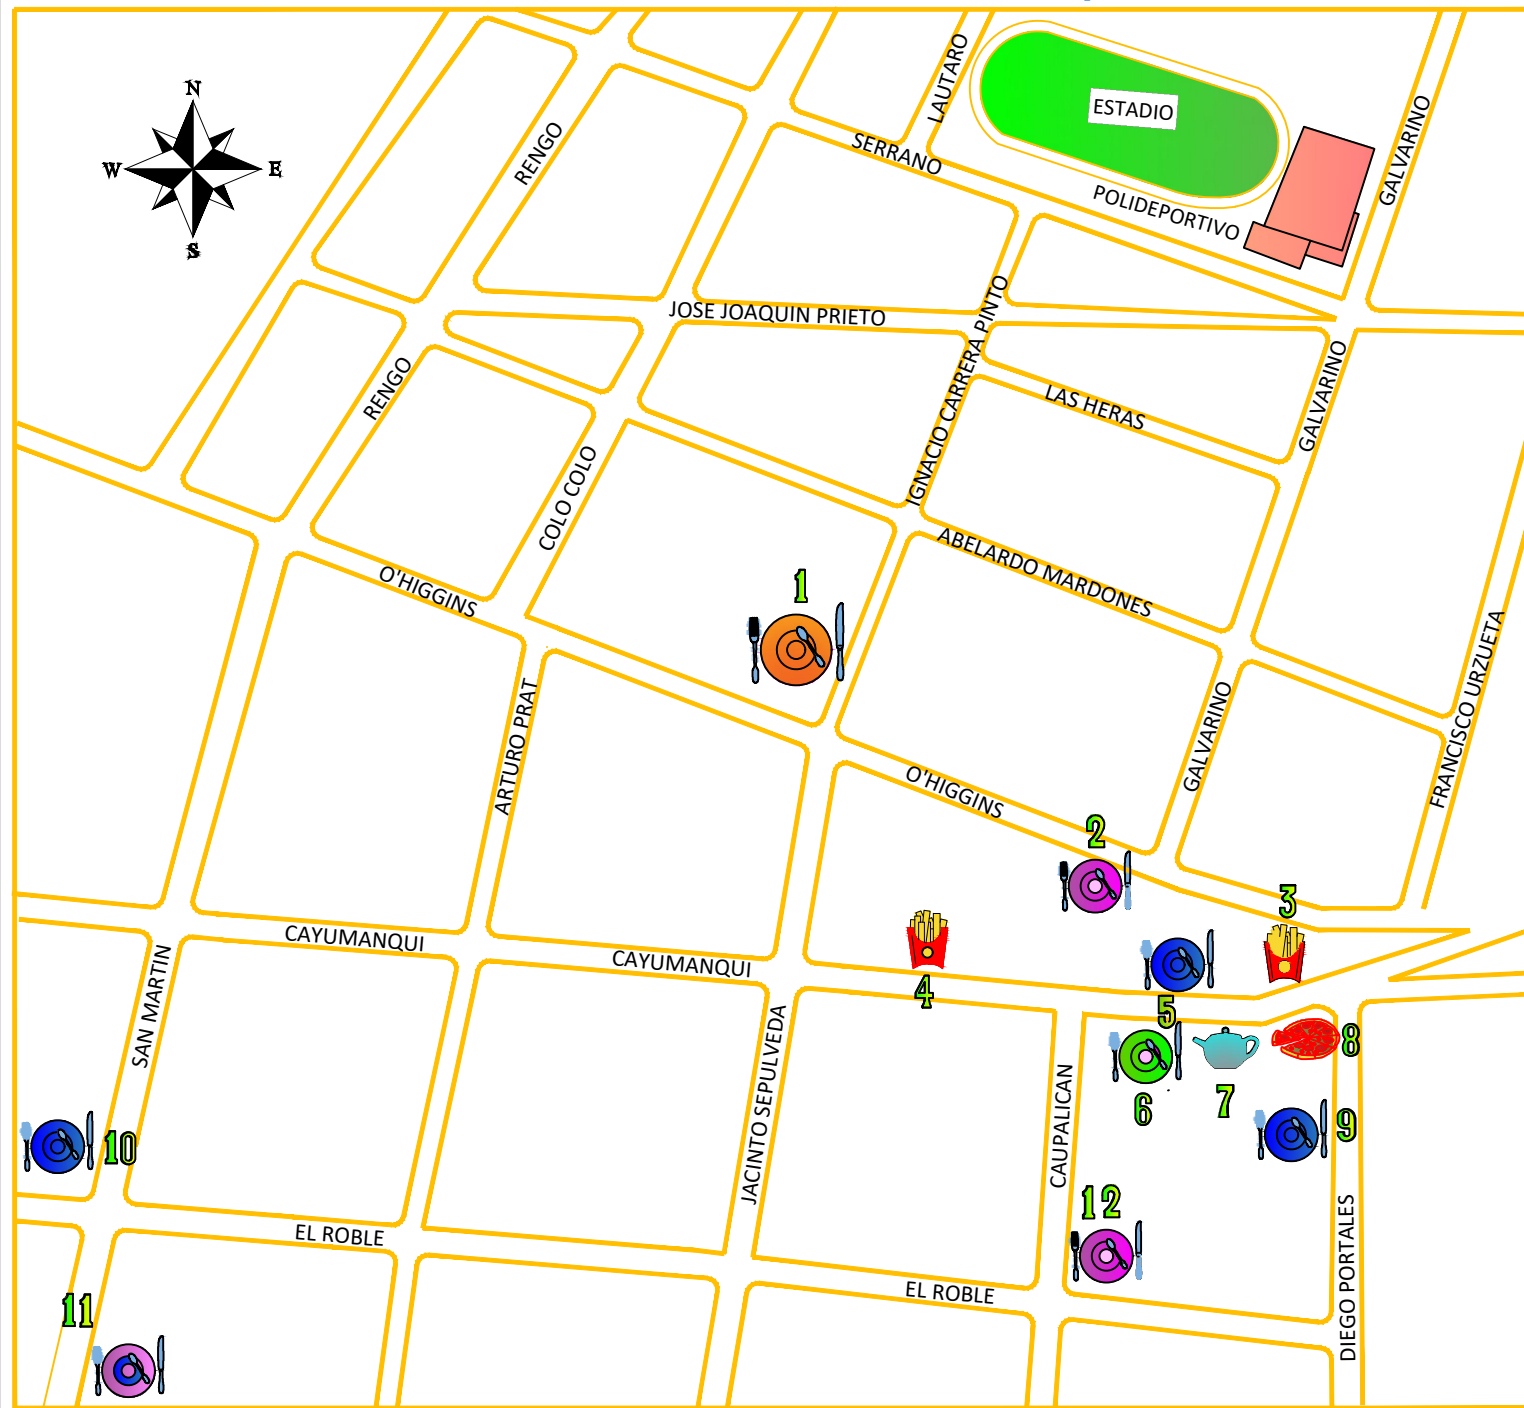 LAUTARO
ESTADIO
N
W
E
S
RENGO
SERRANO
GALVARINO
POLIDEPORTIVO
JOSE JOAQUIN PRIETO
IGNACIO CARRERA PINTO
RENGO
LAS HERAS
GALVARINO
COLO COLO
ABELARDO MARDONES
O'HIGGINS
1
FRANCISCO URZUETA
ARTURO PRAT
GALVARINO
O'HIGGINS
2
3
CAYUMANQUI
CAYUMANQUI
4
5
SAN MARTIN
JACINTO SEPULVEDA
CAUPALICAN
6
7
8
9
10
12
EL ROBLE
EL ROBLE
DIEGO PORTALES
11